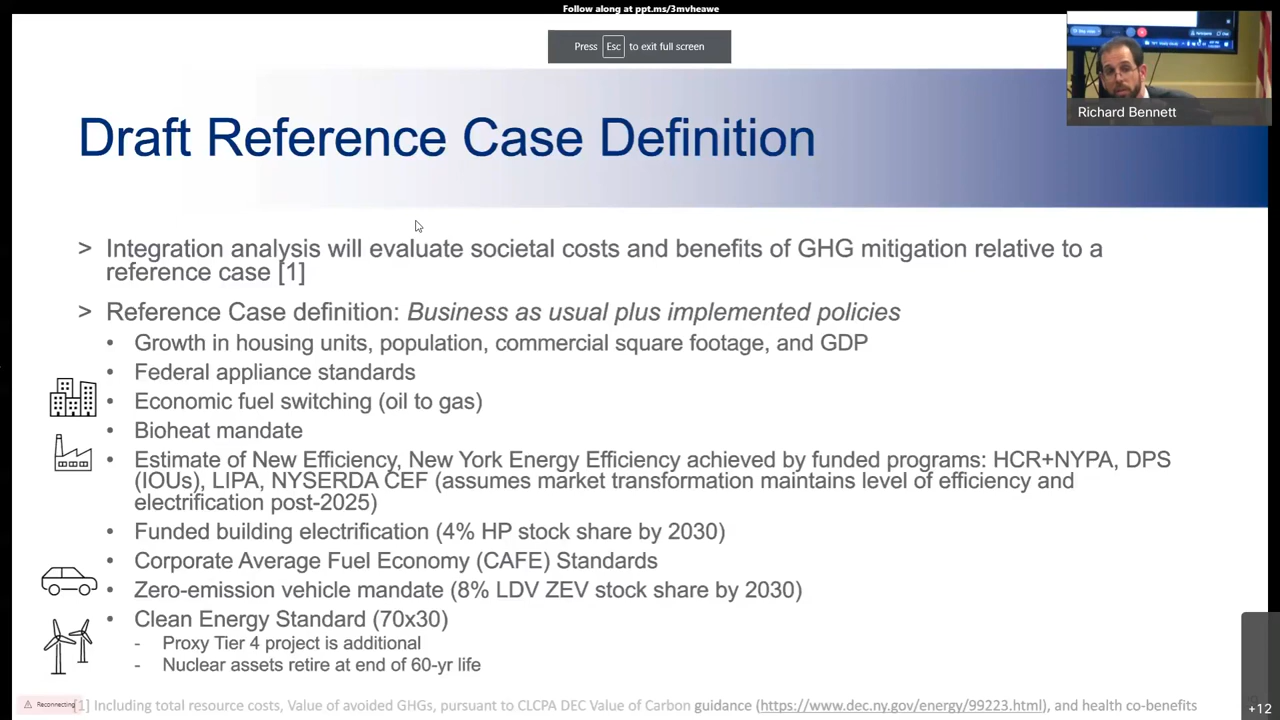 Follow along at ppt.ms/3mvheawe
Press Esc to exit full screen
Richard Bennett
Draft Reference Case Definition
> Integration analysis will evaluate societal costs and benefits of GHG mitigation relative to a
reference case [1]
> Reference Case definition: Business as usual plus implemented policies
• Growth in housing units, population, commercial square footage, and GDP
• Federal appliance standards
• Economic fuel switching (oil to gas)
• Bioheat mandate
• Estimate of New Efficiency, New York Energy Efficiency achieved by funded programs: HCR+NYPA, DPS
(IOUs), LIPA, NYSERDA CEF (assumes market transformation maintains level of efficiency and
electrification post-2025)
• Funded building electrification (4% HP stock share by 2030)
• Corporate Average Fuel Economy (CAFE) Standards
• Zero-emission vehicle mandate (8% LDV ZEV stock share by 2030)
• Clean Energy Standard (70x30)
- Proxy Tier 4 project is additional
- Nuclear assets retire at end of 60-yr life
Reconnecting
[1] Including total resource costs, Value of avoided GHGs, pursuant to CLCPA DEC Value of Carbon guidance (https://www.dec.ny.gov/energy/99223.html), and health co-benefits
+12